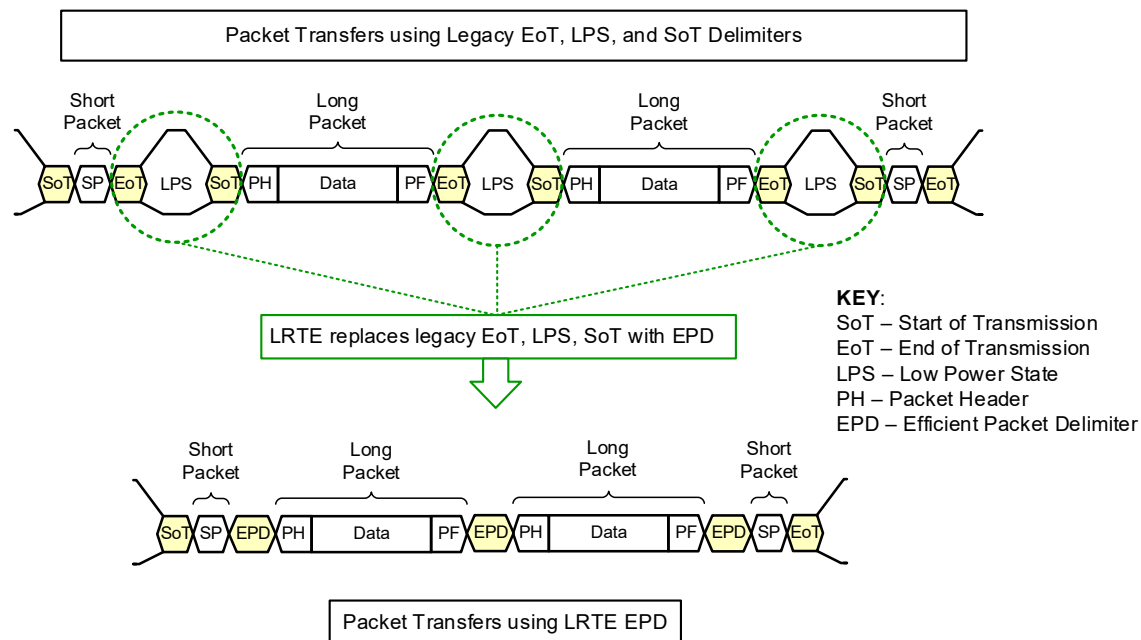 Packet Transfers using Legacy EoT, LPS, and SoT Delimiters
Short
Packet
Long
Packet
Long
Packet
Short
Packet
SoT SP EoT LPS SoT PH Data PF EoT LPS SoT PH Data PF EoT LPS SoT SP EoT
LRTE replaces legacy EoT, LPS, SoT with EPD
KEY:
SoT – Start of Transmission
EoT – End of Transmission
LPS – Low Power State
PH – Packet Header
EPD – Efficient Packet Delimiter
Short
Packet
Long
Packet
Long
Packet
Short
Packet
SoT SP EPD PH Data PF EPD PH Data PF EPD SP EoT
Packet Transfers using LRTE EPD